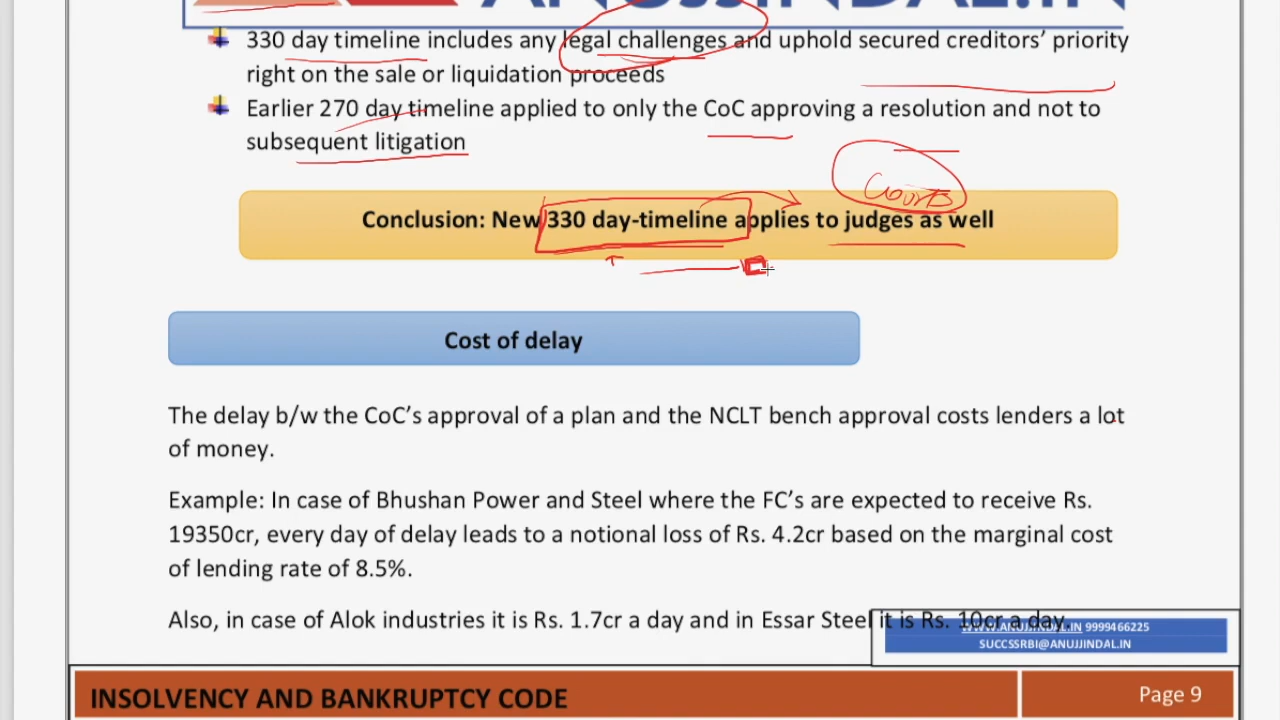 ANUJJINDAL.IN
330 day timeline includes any legal challenges and uphold secured creditors’ priority
right on the sale or liquidation proceeds
Earlier 270 day timeline applied to only the CoC approving a resolution and not to
subsequent litigation
Courts
Conclusion: New 330 day-timeline applies to judges as well
Cost of delay
The delay b/w the CoC’s approval of a plan and the NCLT bench approval costs lenders a lot
of money.
Example: In case of Bhushan Power and Steel where the FC’s are expected to receive Rs.
19350cr, every day of delay leads to a notional loss of Rs. 4.2cr based on the marginal cost
of lending rate of 8.5%.
Also, in case of Alok industries it is Rs. 1.7cr a day and in Essar Steel it is Rs. 10cr a day.
WWW.ANUJJINDAL.IN 9999466225
SUCCSSRBI@ANUJJINDAL.IN
INSOLVENCY AND BANKRUPTCY CODE
Page 9